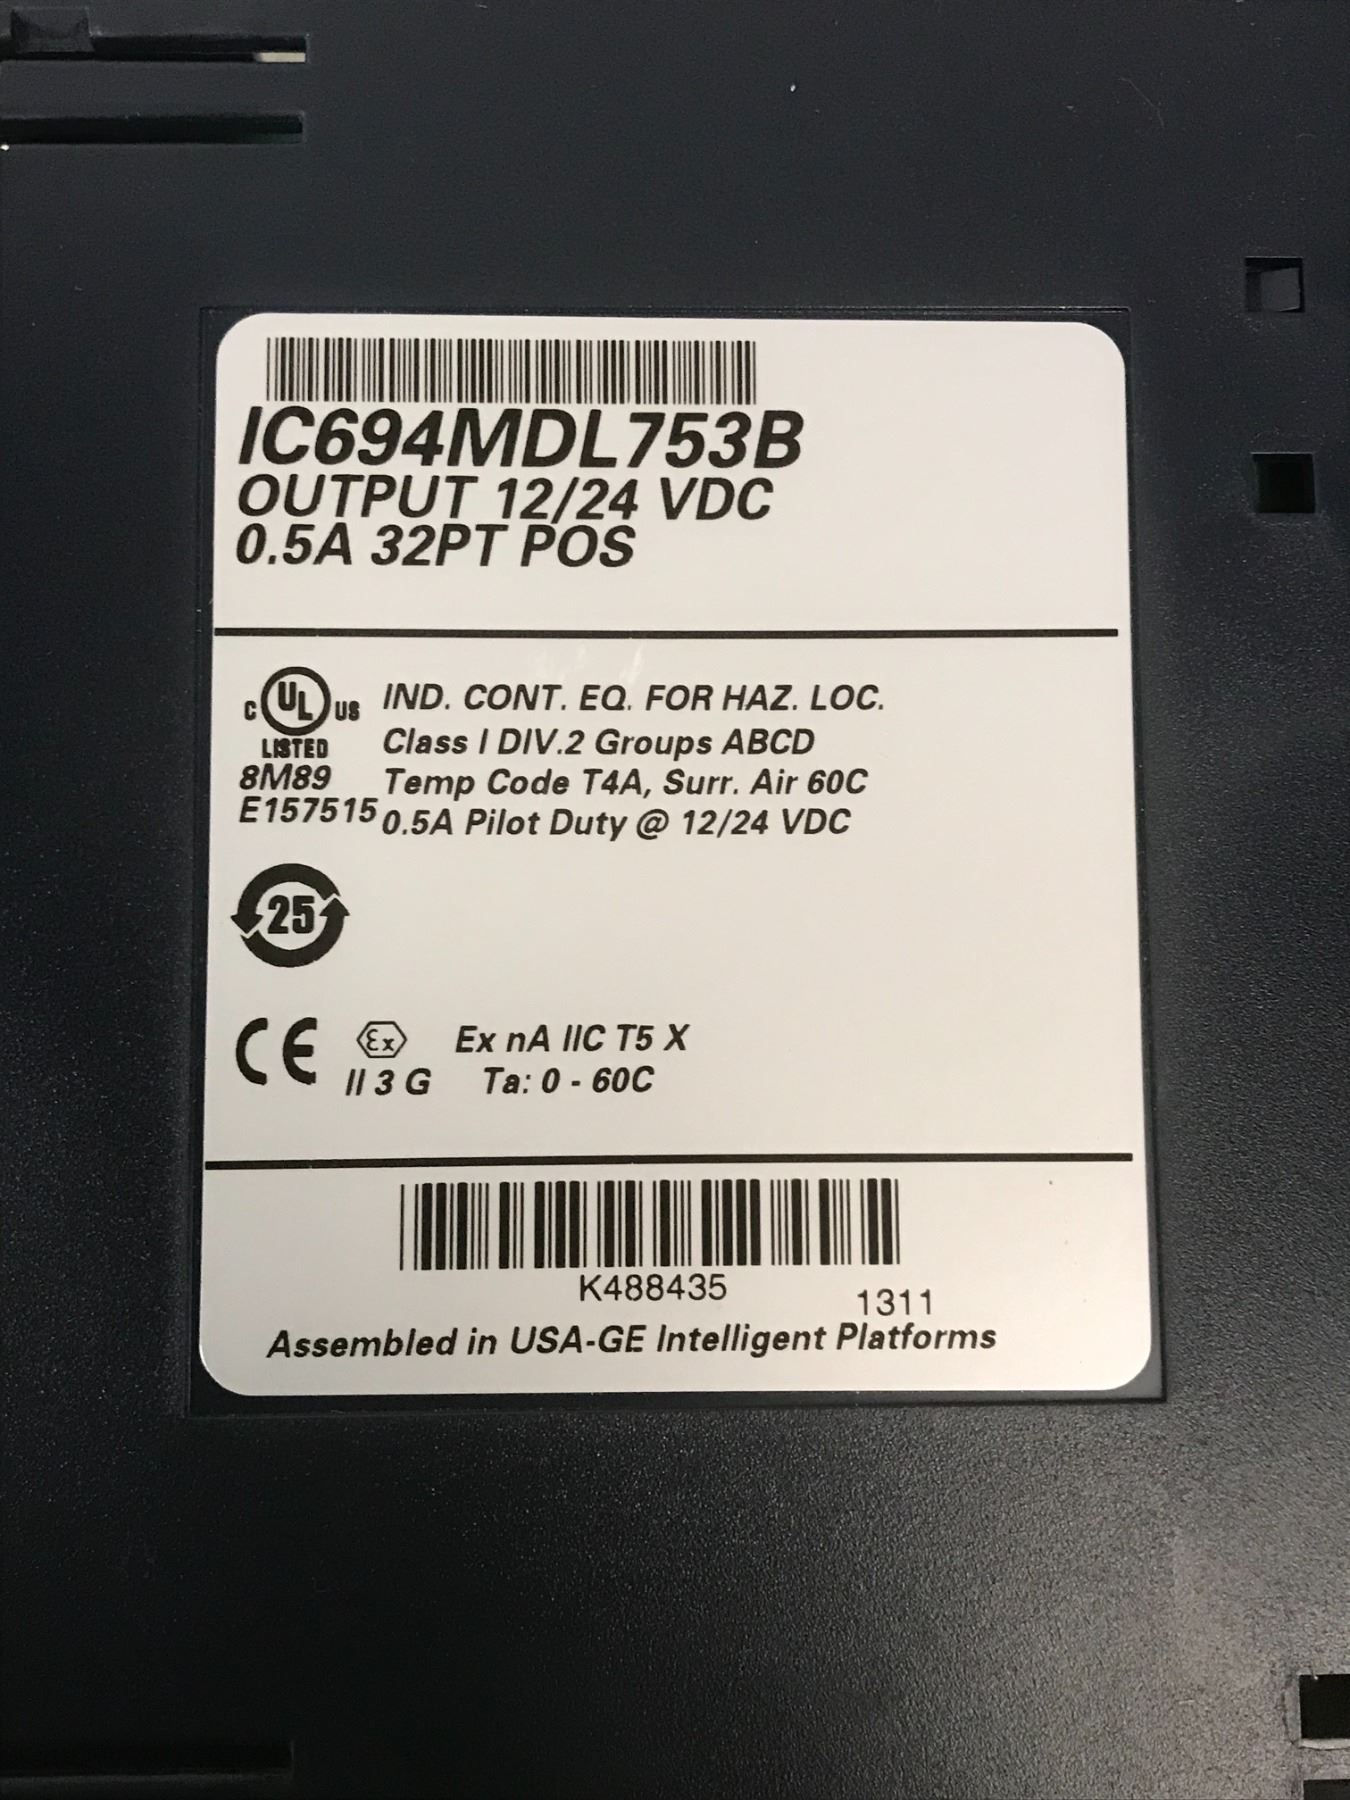 IC694MDL753B
OUTPUT 12/24 VDC
0.5A 32PT POS
C UL US
LISTED
8M89
E157515
IND. CONT. EQ. FOR HAZ. LOC.
Class I DIV.2 Groups ABCD
Temp Code T4A, Surr. Air 60C
0.5A Pilot Duty @ 12/24 VDC
25
CE Ex Ex nA IIC T5 X
II 3 G Ta: 0 - 60C
K488435
1311
Assembled in USA-GE Intelligent Platforms